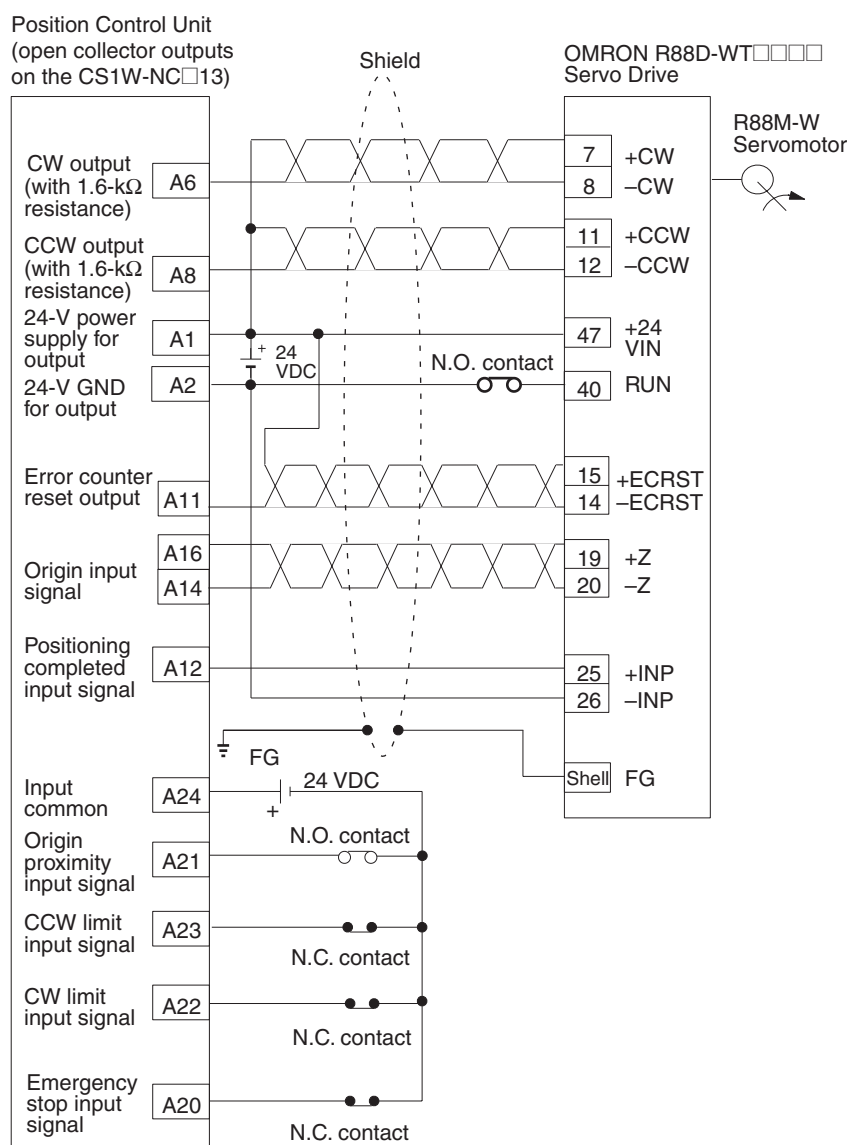 Position Control Unit
(open collector outputs
on the CS1W-NC□13)
Shield
OMRON R88D-WT□□□□
Servo Drive
R88M-W
Servomotor
CW output
(with 1.6-kΩ
resistance)
A6
7
+CW
8
–CW
CCW output
(with 1.6-kΩ
resistance)
A8
11
+CCW
12
–CCW
24-V power
supply for
output
A1
+
24
VDC
47
+24
VIN
24-V GND
for output
A2
N.O. contact
40
RUN
Error counter
reset output
A11
15
+ECRST
14
–ECRST
Origin input
signal
A16
A14
19
+Z
20
–Z
Positioning
completed
input signal
A12
25
+INP
26
–INP
FG
Shell
FG
Input
common
A24
24 VDC
+
Origin
proximity
input signal
A21
N.O. contact
CCW limit
input signal
A23
N.C. contact
CW limit
input signal
A22
N.C. contact
Emergency
stop input
signal
A20
N.C. contact